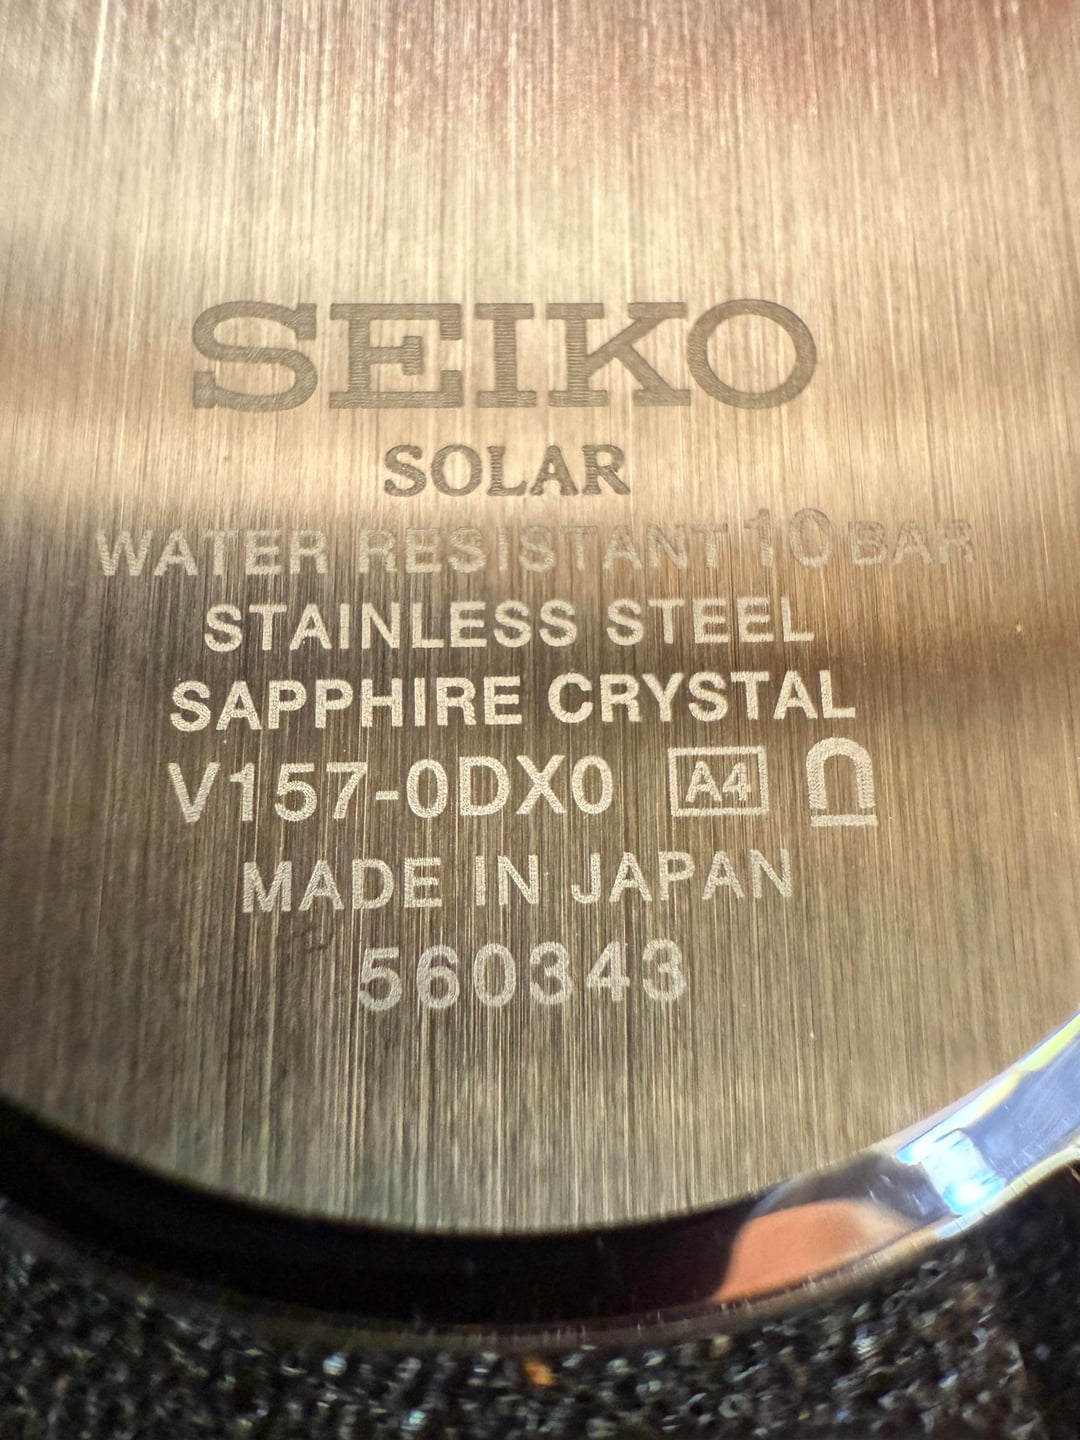 SEIKO
SOLAR
WATER RESISTANT 10 BAR
STAINLESS STEEL
SAPPHIRE CRYSTAL
V157-0DX0 A4
MADE IN JAPAN
560343